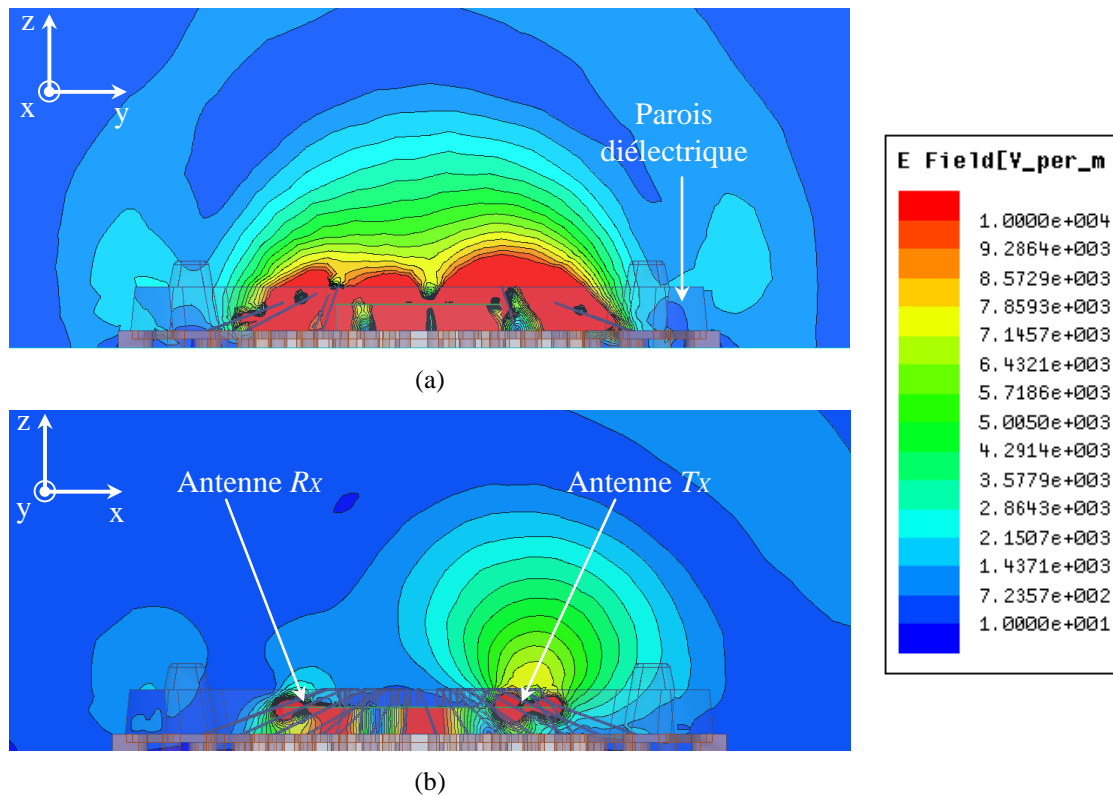 z
x
y
Parois
diélectrique
(a)
z
y
x
Antenne Rx
Antenne Tx
(b)
E Field[V_per_m
1.0000e+004
9.2864e+003
8.5729e+003
7.8593e+003
7.1457e+003
6.4321e+003
5.7186e+003
5.0050e+003
4.2914e+003
3.5779e+003
2.8643e+003
2.1507e+003
1.4371e+003
7.2357e+002
1.0000e+001